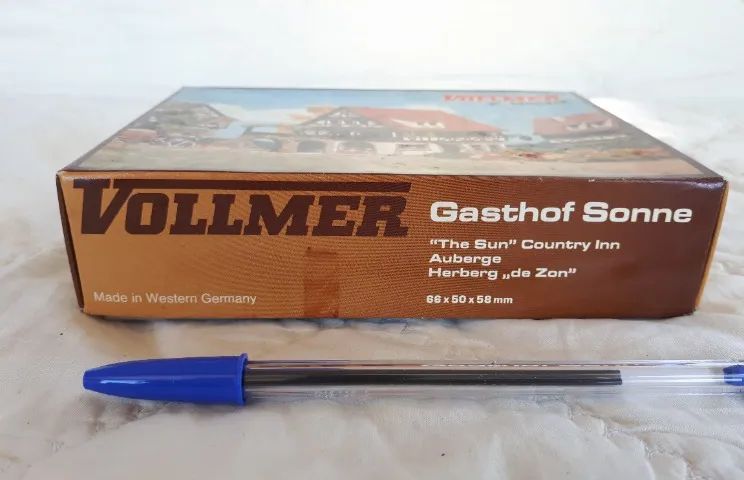 VOLLMER
VOLLMER
Gasthof Sonne
"The Sun" Country Inn
Auberge
Herberg „de Zon"
Made in Western Germany
66 x 50 x 58 mm